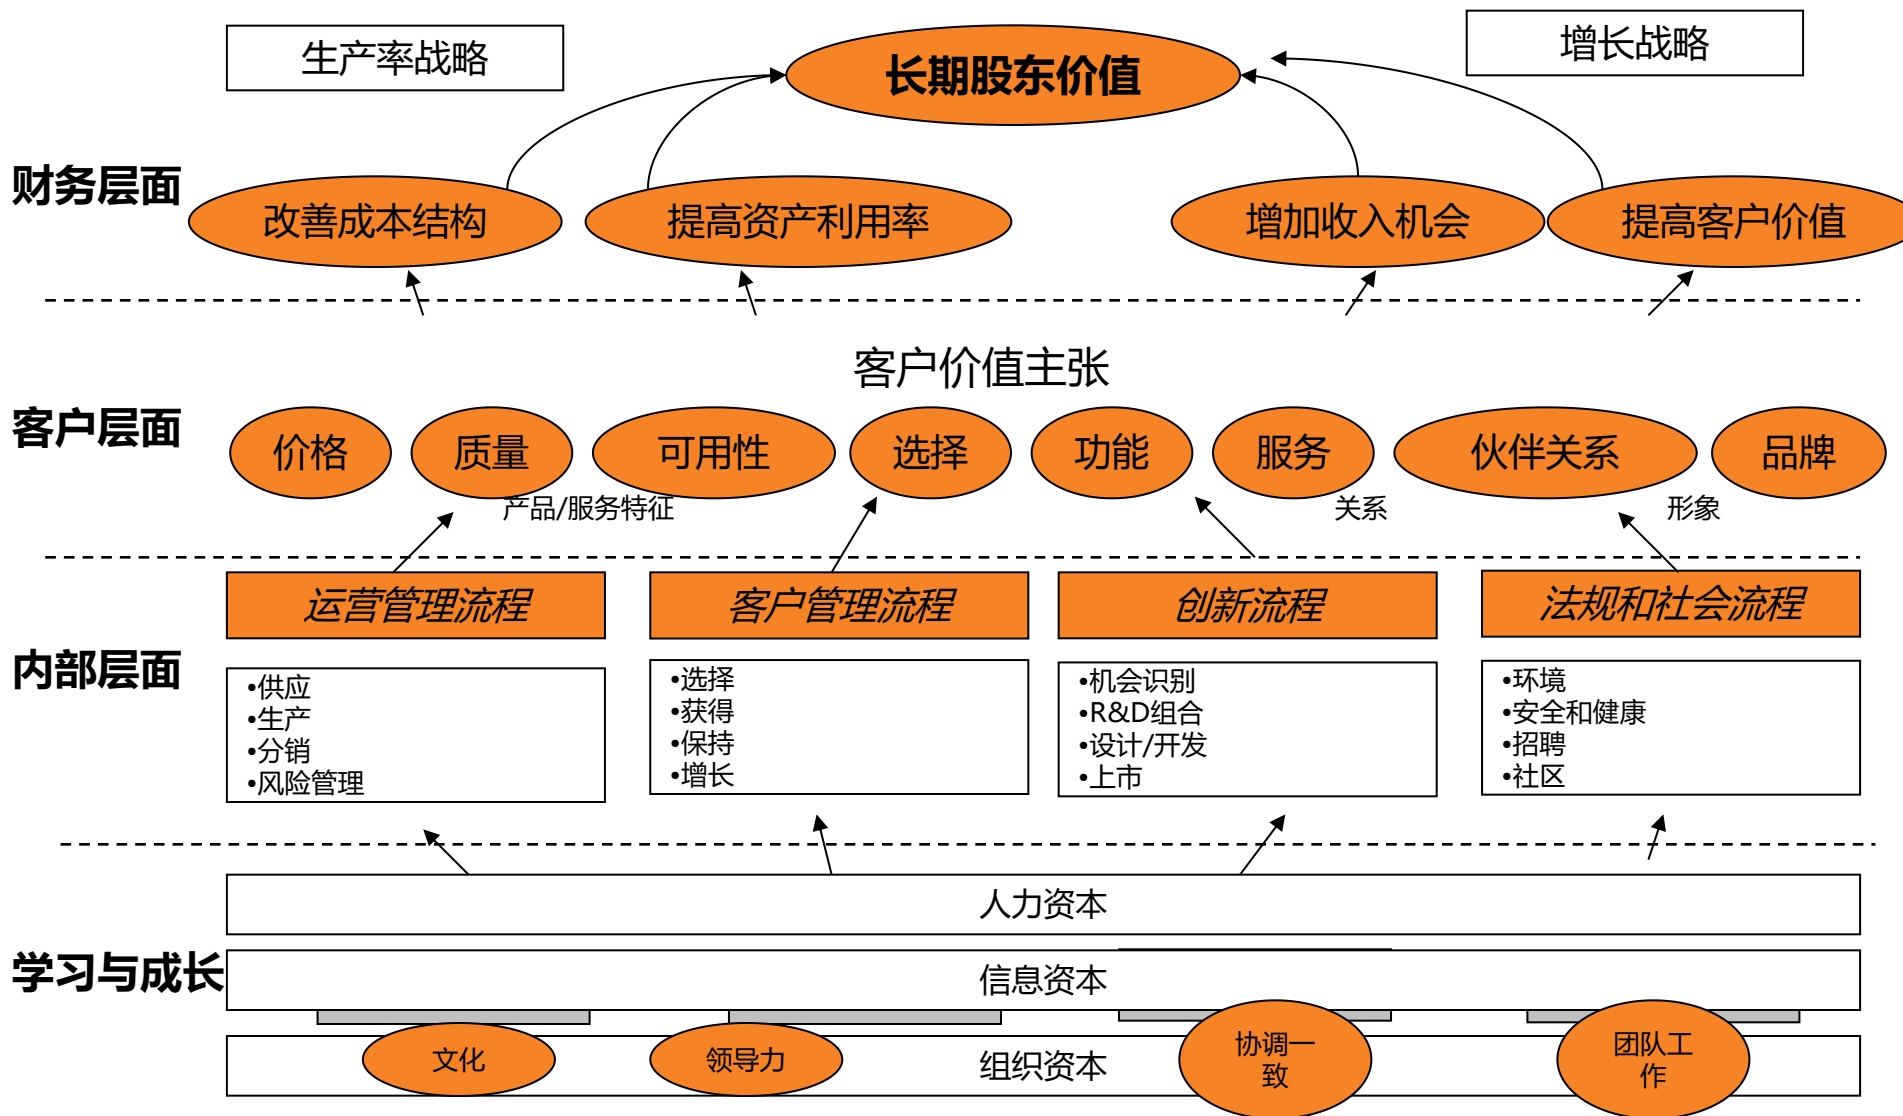 生产率战略
长期股东价值
增长战略
财务层面
改善成本结构
提高资产利用率
增加收入机会
提高客户价值
客户价值主张
客户层面
价格
质量
可用性
选择
功能
服务
伙伴关系
品牌
产品/服务特征
关系
形象
运营管理流程
客户管理流程
创新流程
法规和社会流程
内部层面
•供应
•生产
•分销
•风险管理
•选择
•获得
•保持
•增长
•机会识别
•R&D组合
•设计/开发
•上市
•环境
•安全和健康
•招聘
•社区
人力资本
学习与成长
信息资本
文化
领导力
组织资本
协调一
致
团队工
作